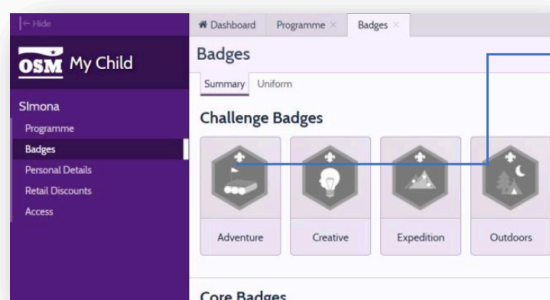 ← Hide
Dashboard Programme × Badges ×
OSM My Child
Badges
Summary Uniform
SImona
Programme
Badges
Personal Details
Retail Discounts
Access
Challenge Badges
Adventure Creative Expedition Outdoors
Core Badges